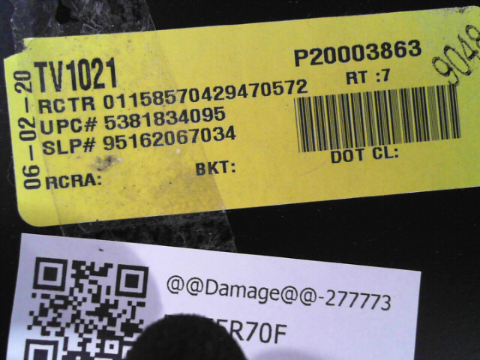 06-02-20
TV1021
P20003863
RCTR 01158570429470572
RT :7
9048
UPC# 5381834095
SLP# 95162067034
RCRA:
BKT:
DOT CL:
@@Damage@@-277773